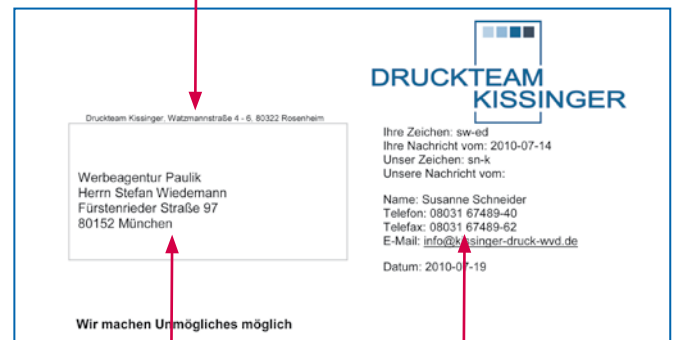 DRUCKTEAM
KISSINGER
Druckteam Kissinger, Watzmannstraße 4 - 6, 80322 Rosenheim
Werbeagentur Paulik
Herrn Stefan Wiedemann
Fürstenrieder Straße 97
80152 München
Ihre Zeichen: sw-ed
Ihre Nachricht vom: 2010-07-14
Unser Zeichen: sn-k
Unsere Nachricht vom:
Name: Susanne Schneider
Telefon: 08031 67489-40
Telefax: 08031 67489-62
E-Mail: info@kissinger-druck-wvd.de
Datum: 2010-07-19
Wir machen Unmögliches möglich